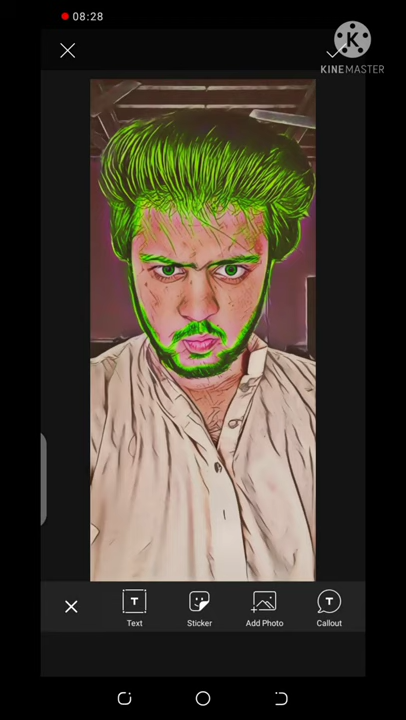 08:28
KINEMASTER
Text
Sticker
Add Photo
Callout